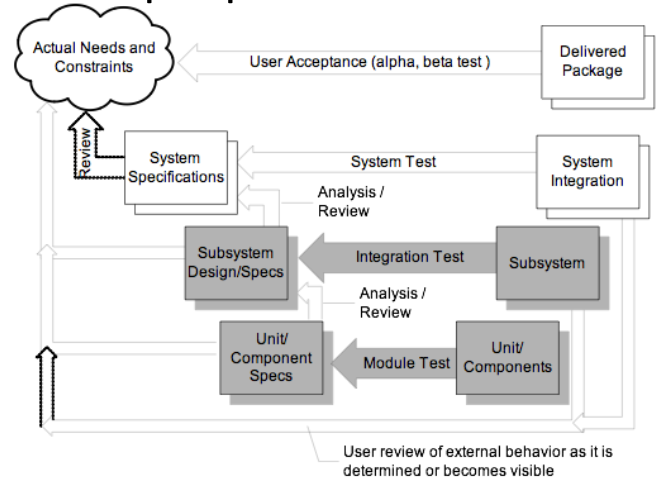 Actual Needs and
Constraints
User Acceptance (alpha, beta test )
Delivered
Package
Review
System
Specifications
System Test
System
Integration
Analysis /
Review
Subsystem
Design/Specs
Integration Test
Subsystem
Analysis /
Review
Unit/
Component
Specs
Module Test
Unit/
Components
User review of external behavior as it is
determined or becomes visible